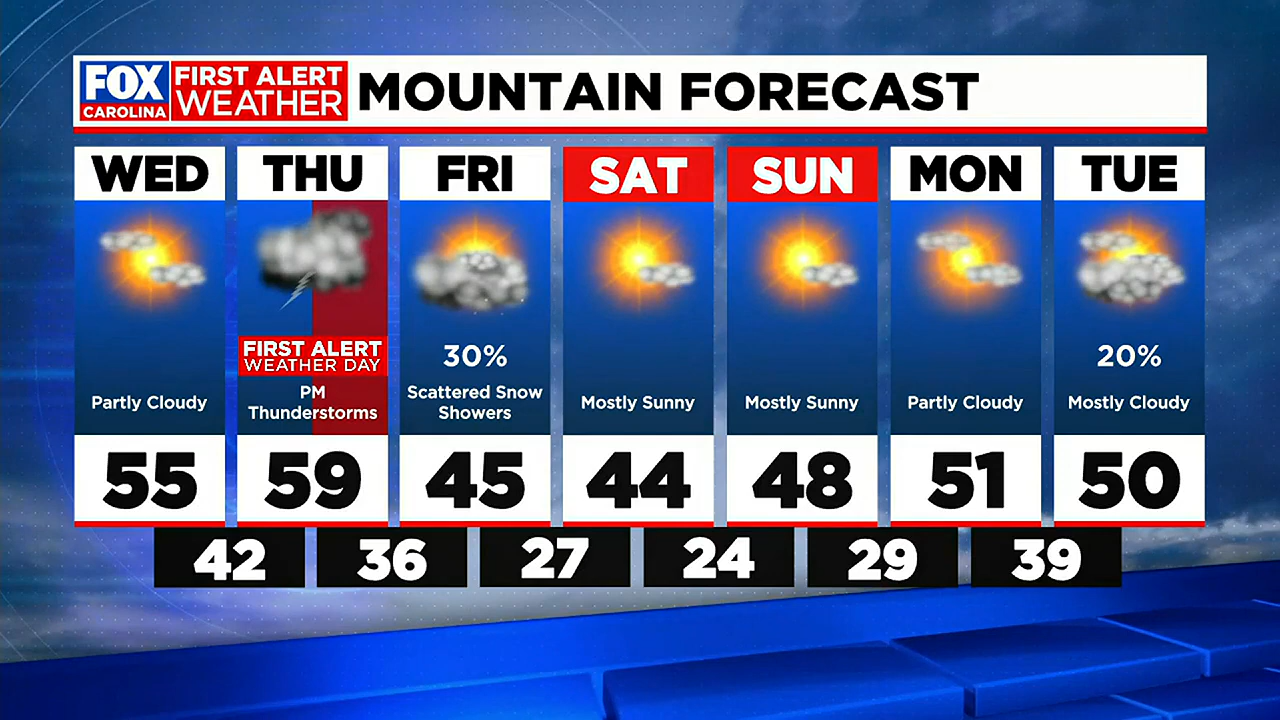 FOX
CAROLINA
FIRST ALERT
WEATHER
MOUNTAIN FORECAST
WED
THU
FRI
SAT
SUN
MON
TUE
FIRST ALERT
WEATHER DAY
30%
20%
Partly Cloudy
PM
Thunderstorms
Scattered Snow
Showers
Mostly Sunny
Mostly Sunny
Partly Cloudy
Mostly Cloudy
55
59
45
44
48
51
50
42
36
27
24
29
39